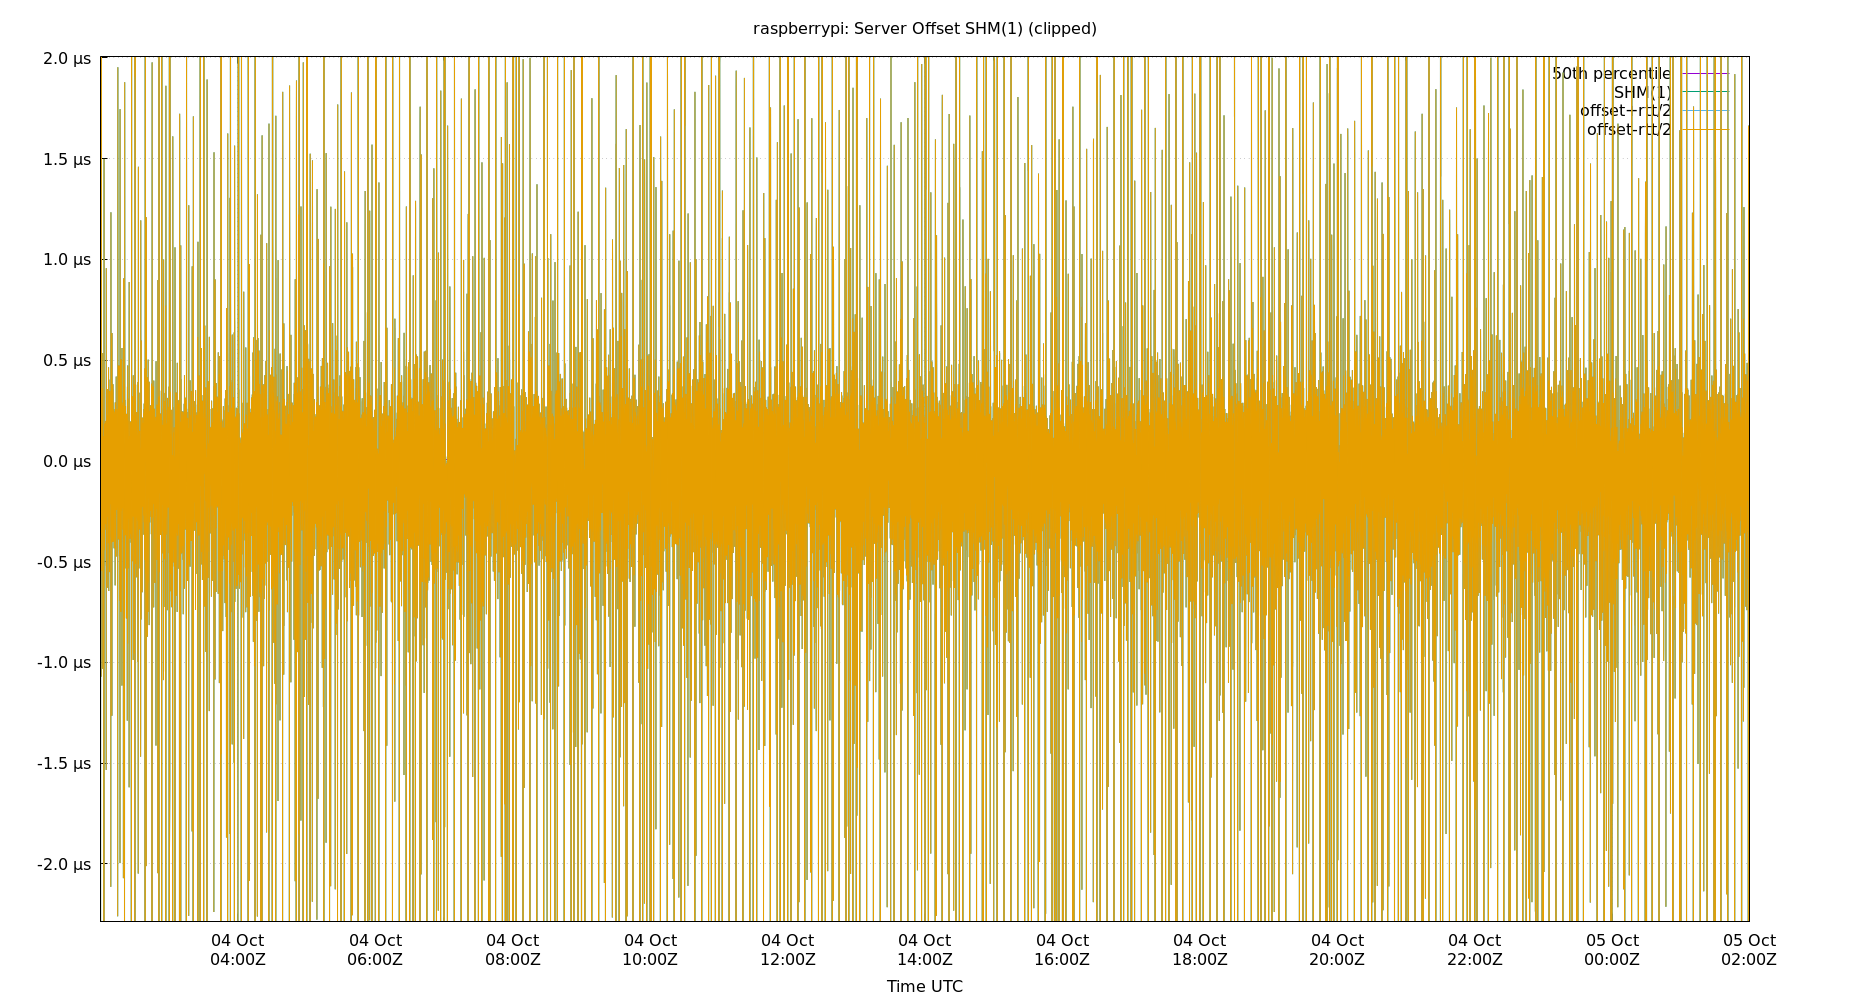 raspberrypi: Server Offset SHM(1) (clipped)
2.0 µs
1.5 µs
1.0 µs
0.5 µs
0.0 µs
-0.5 µs
-1.0 µs
-1.5 µs
-2.0 µs
50th percentile
SHM(1)
offset+rtt/2
offset-rtt/2
04 Oct 04 Oct 04 Oct 04 Oct 04 Oct 04 Oct 04 Oct 04 Oct 04 Oct 04 Oct 05 Oct 05 Oct
04:00Z 06:00Z 08:00Z 10:00Z 12:00Z 14:00Z 16:00Z 18:00Z 20:00Z 22:00Z 00:00Z 02:00Z
Time UTC